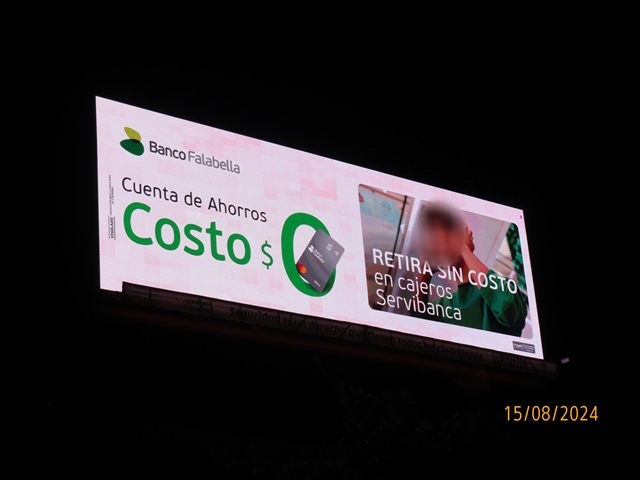 Banco Falabella
Cuenta de Ahorros
Costo $0
RETIRA SIN COSTO
en cajeros
Servibanca
15/08/2024